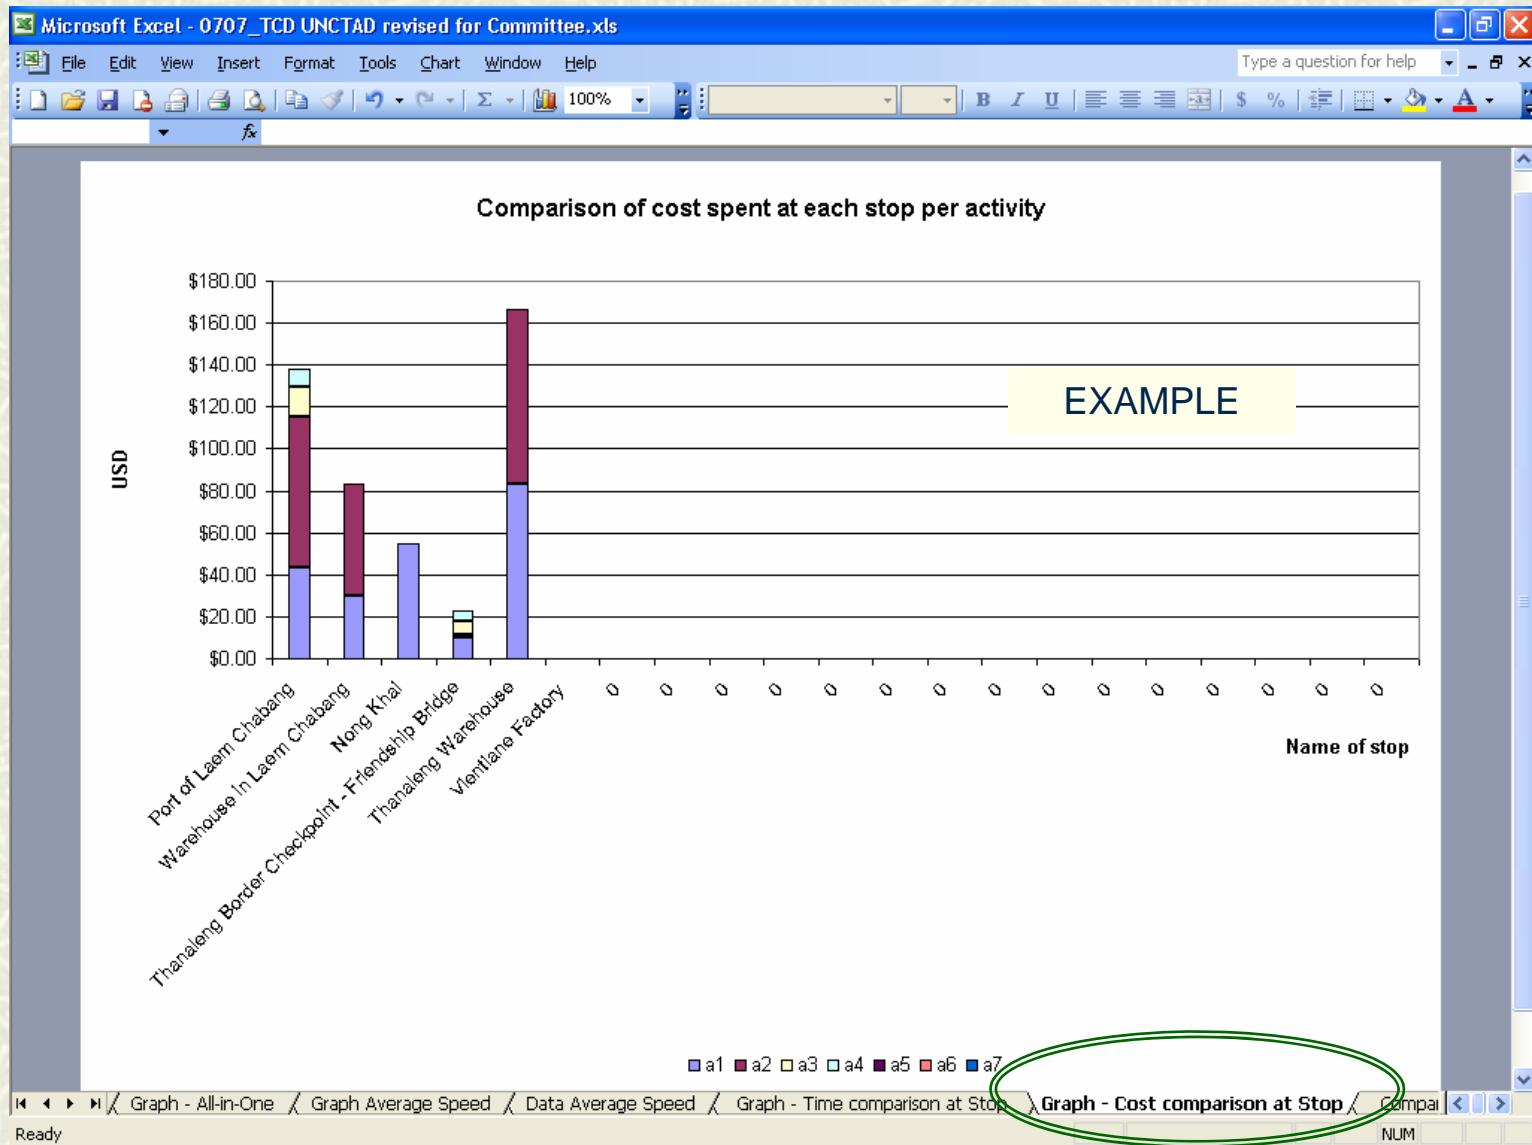 Microsoft Excel - 0707_TCD UNCTAD revised for Committee.xls
File Edit View Insert Format Tools Chart Window Help Type a question for help
100% B I U $ % A
fx
Comparison of cost spent at each stop per activity
$180.00
$160.00
$140.00
$120.00
$100.00
$80.00
$60.00
$40.00
$20.00
$0.00
USD
EXAMPLE
Port of Laem Chabang
Warehouse in Laem Chabang
Nong Khai
Thanaleng Border Checkpoint - Friendship Bridge
Thanaleng Warehouse
Vientiane Factory
0 0 0 0 0 0 0 0 0 0 0 0 0 0 0
Name of stop
a1 a2 a3 a4 a5 a6 a7
Graph - All-in-One / Graph Average Speed / Data Average Speed / Graph - Time comparison at Stop \ Graph - Cost comparison at Stop / Compai
Ready NUM